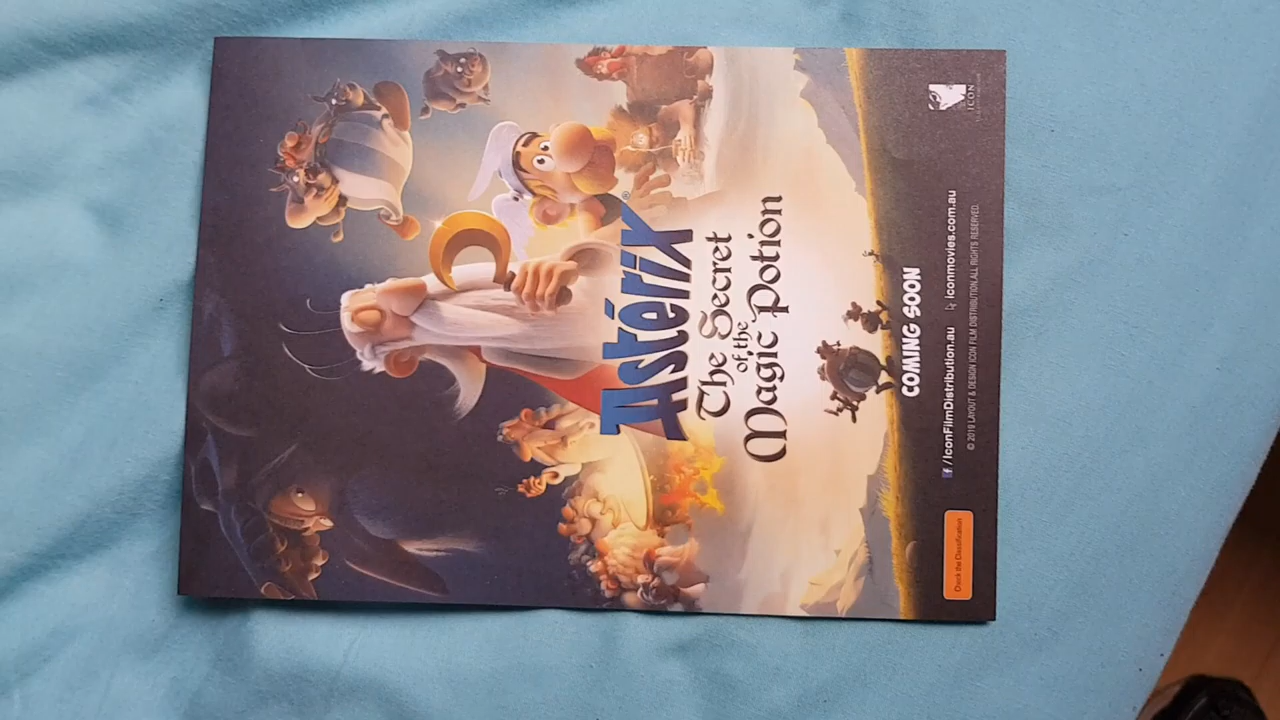 Astérix®
The Secret
of the
Magic Potion
COMING SOON
f /IconFilmDistribution.au iconmovies.com.au
© 2019 LAYOUT & DESIGN ICON FILM DISTRIBUTION. ALL RIGHTS RESERVED.
Check the Classification
ICON